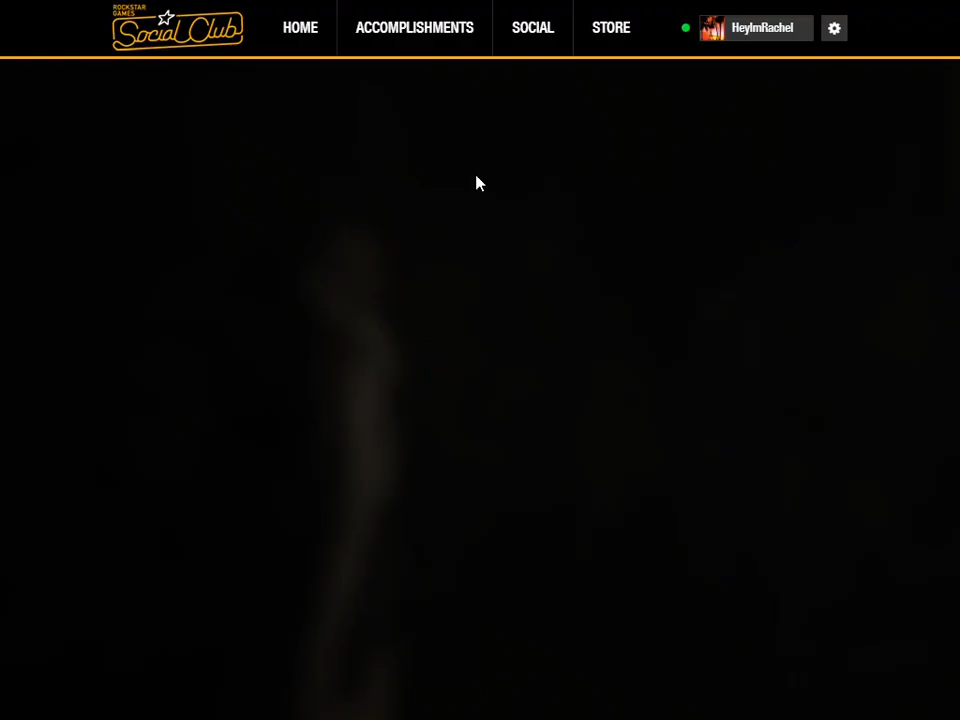 ROCKSTAR
GAMES
Social Club
HOME
ACCOMPLISHMENTS
SOCIAL
STORE
HeyImRachel